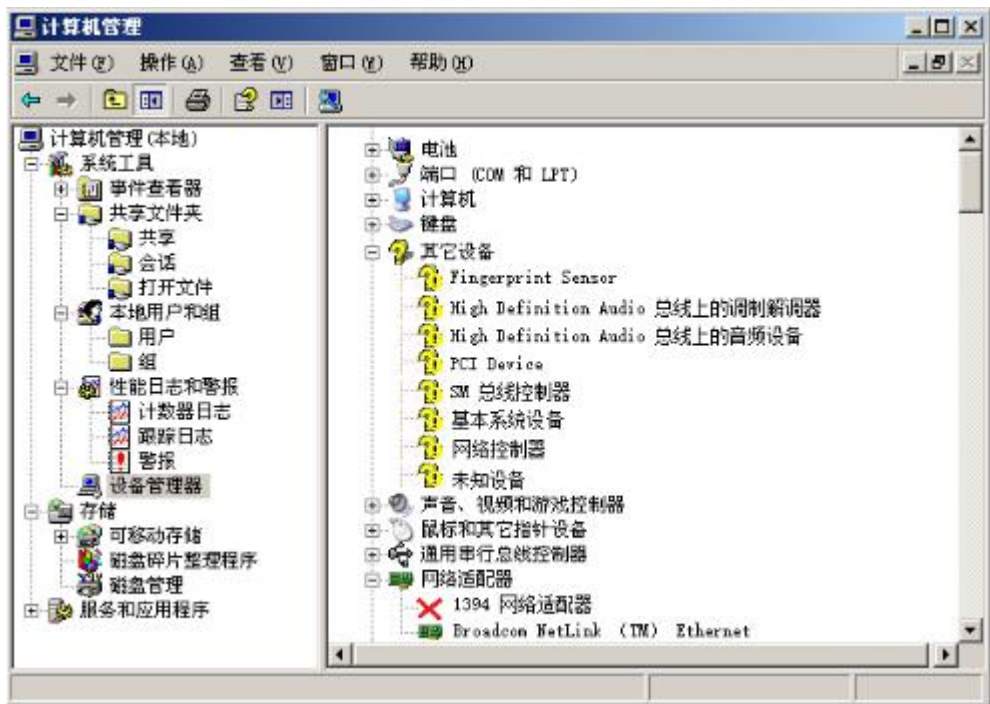 计算机管理
文件(F) 操作(A) 查看(V) 窗口(W) 帮助(H)
计算机管理(本地)
系统工具
事件查看器
共享文件夹
共享
会话
打开文件
本地用户和组
用户
组
性能日志和警报
计数器日志
跟踪日志
警报
设备管理器
存储
可移动存储
磁盘碎片整理程序
磁盘管理
服务和应用程序
电池
端口 (COM 和 LPT)
计算机
键盘
其它设备
Fingerprint Sensor
High Definition Audio 总线上的调制解调器
High Definition Audio 总线上的音频设备
PCI Device
SM 总线控制器
基本系统设备
网络控制器
未知设备
声音、视频和游戏控制器
鼠标和其它指针设备
通用串行总线控制器
网络适配器
1394 网络适配器
Broadcom NetLink (TM) Ethernet